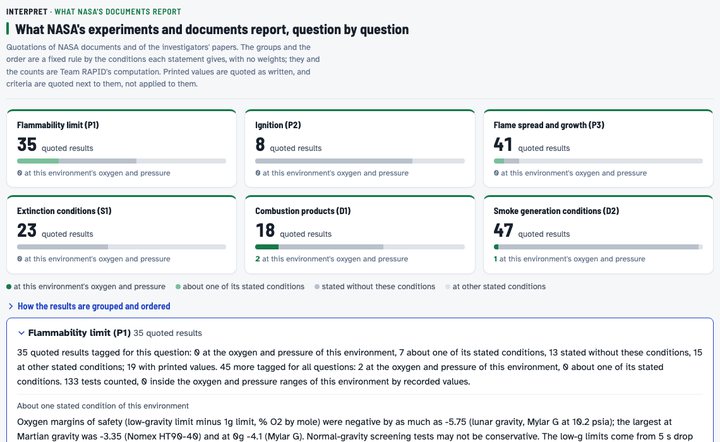 INTERPRET · WHAT NASA'S DOCUMENTS REPORT
What NASA's experiments and documents report, question by question
Quotations of NASA documents and of the investigators' papers. The groups and the
order are a fixed rule by the conditions each statement gives, with no weights; they and
the counts are Team RAPID's computation. Printed values are quoted as written, and
criteria are quoted next to them, not applied to them.
Flammability limit (P1)
35 quoted results
0 at this environment's oxygen and pressure
Ignition (P2)
8 quoted results
0 at this environment's oxygen and pressure
Flame spread and growth (P3)
41 quoted results
0 at this environment's oxygen and pressure
Extinction conditions (S1)
23 quoted results
0 at this environment's oxygen and pressure
Combustion products (D1)
18 quoted results
2 at this environment's oxygen and pressure
Smoke generation conditions (D2)
47 quoted results
1 at this environment's oxygen and pressure
at this environment's oxygen and pressure about one of its stated conditions stated without these conditions at other stated conditions
How the results are grouped and ordered
Flammability limit (P1) 35 quoted results
35 quoted results tagged for this question: 0 at the oxygen and pressure of this environment, 7 about one of its stated conditions, 13 stated without these conditions, 15
at other stated conditions; 19 with printed values. 45 more tagged for all questions: 2 at the oxygen and pressure of this environment, 0 about one of its stated
conditions. 133 tests counted, 0 inside the oxygen and pressure ranges of this environment by recorded values.
About one stated condition of this environment
Oxygen margins of safety (low-gravity limit minus 1g limit, % O2 by mole) were negative by as much as -5.75 (lunar gravity, Mylar G at 10.2 psia); the largest at
Martian gravity was -3.35 (Nomex HT90-40) and at 0g -4.1 (Mylar G). Normal-gravity screening tests may not be conservative. The low-g limits come from 5 s drop